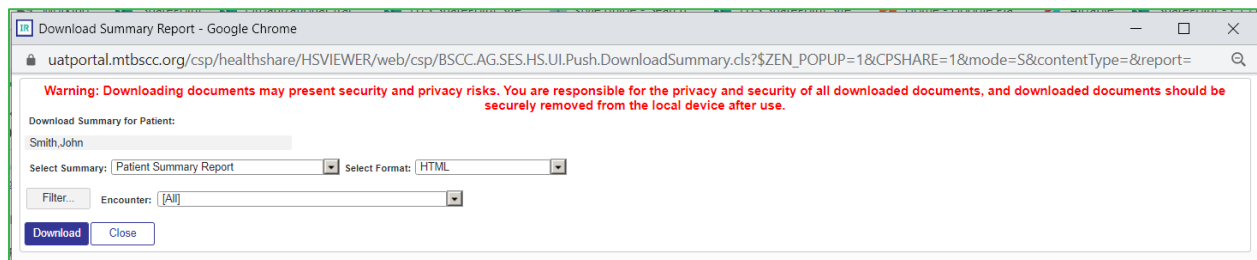 IR Download Summary Report - Google Chrome
uatportal.mtbscc.org/csp/healthshare/HSVIEWER/web/csp/BSCC.AG.SES.HS.UI.Push.DownloadSummary.cls?$ZEN_POPUP=1&CPSHARE=1&mode=S&contentType=&report=
Warning: Downloading documents may present security and privacy risks. You are responsible for the privacy and security of all downloaded documents, and downloaded documents should be
securely removed from the local device after use.
Download Summary for Patient:
Smith,John
Select Summary: Patient Summary Report Select Format: HTML
Filter... Encounter: [All]
Download Close